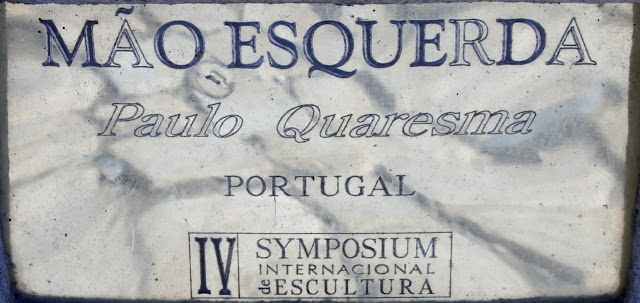 MÃO ESQUERDA
Paulo Quaresma
PORTUGAL
IV SYMPOSIUM
INTERNACIONAL
de ESCULTURA